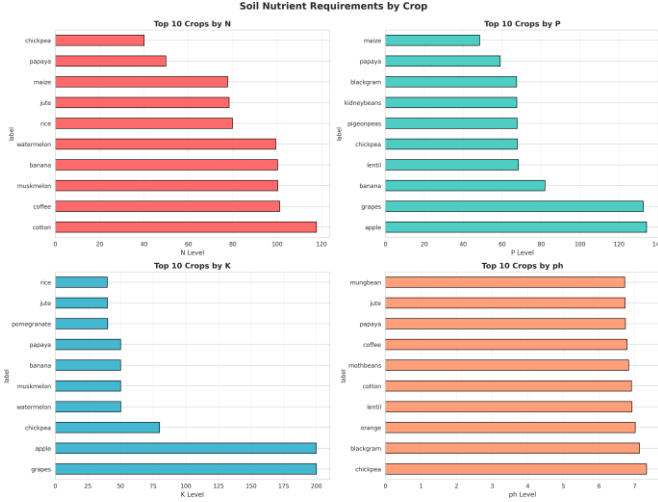 Soil Nutrient Requirements by Crop
Top 10 Crops by N
label
chickpea
papaya
maize
jute
rice
watermelon
banana
muskmelon
coffee
cotton
0 20 40 60 80 100 120
N Level
Top 10 Crops by P
label
maize
papaya
blackgram
kidneybeans
pigeonpeas
chickpea
lentil
banana
grapes
apple
0 20 40 60 80 100 120
P Level
Top 10 Crops by K
label
rice
jute
pomegranate
papaya
banana
muskmelon
watermelon
chickpea
apple
grapes
0 25 50 75 100 125 150 175 200
K Level
Top 10 Crops by ph
label
mungbean
jute
papaya
coffee
mothbeans
cotton
lentil
orange
blackgram
chickpea
0 1 2 3 4 5 6 7
ph Level